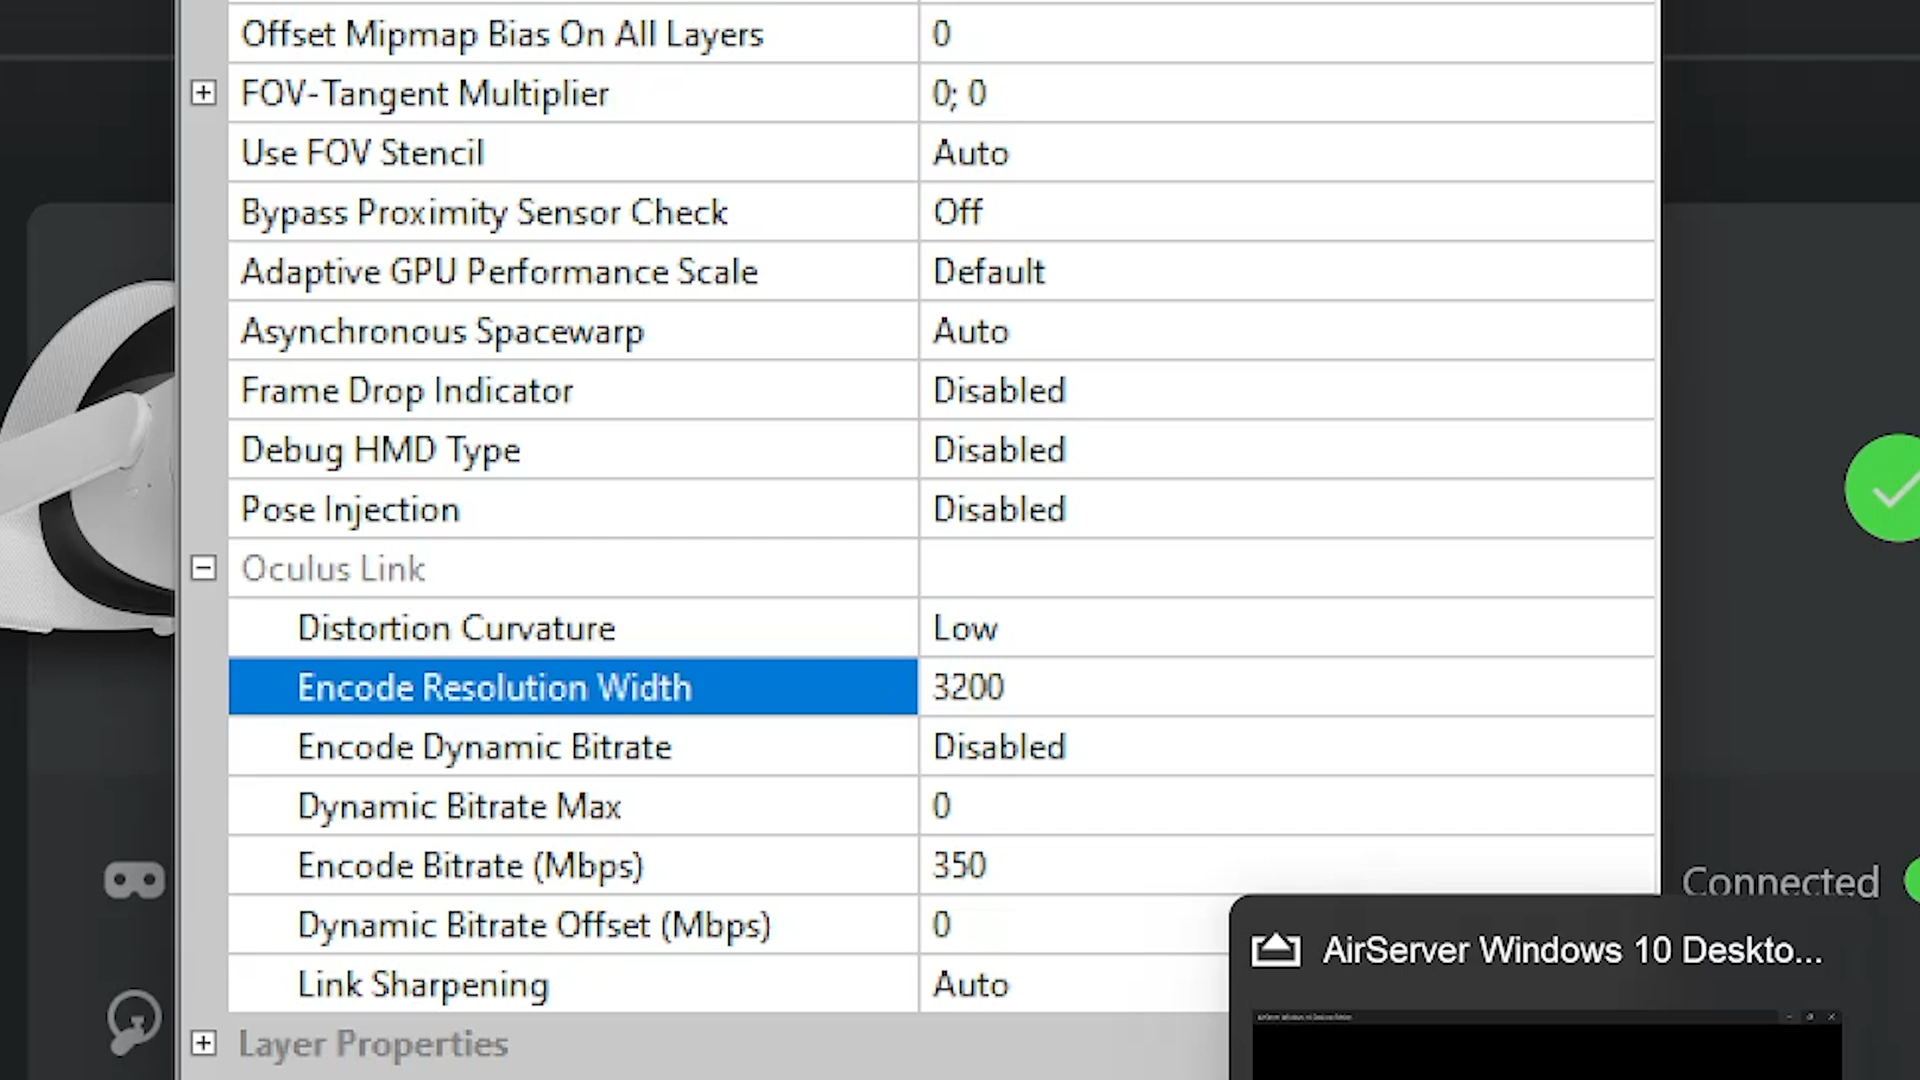 Offset Mipmap Bias On All Layers 0
FOV-Tangent Multiplier 0; 0
Use FOV Stencil Auto
Bypass Proximity Sensor Check Off
Adaptive GPU Performance Scale Default
Asynchronous Spacewarp Auto
Frame Drop Indicator Disabled
Debug HMD Type Disabled
Pose Injection Disabled
Oculus Link
Distortion Curvature Low
Encode Resolution Width 3200
Encode Dynamic Bitrate Disabled
Dynamic Bitrate Max 0
Encode Bitrate (Mbps) 350
Connected
Dynamic Bitrate Offset (Mbps) 0
AirServer Windows 10 Deskto...
Link Sharpening Auto
Layer Properties